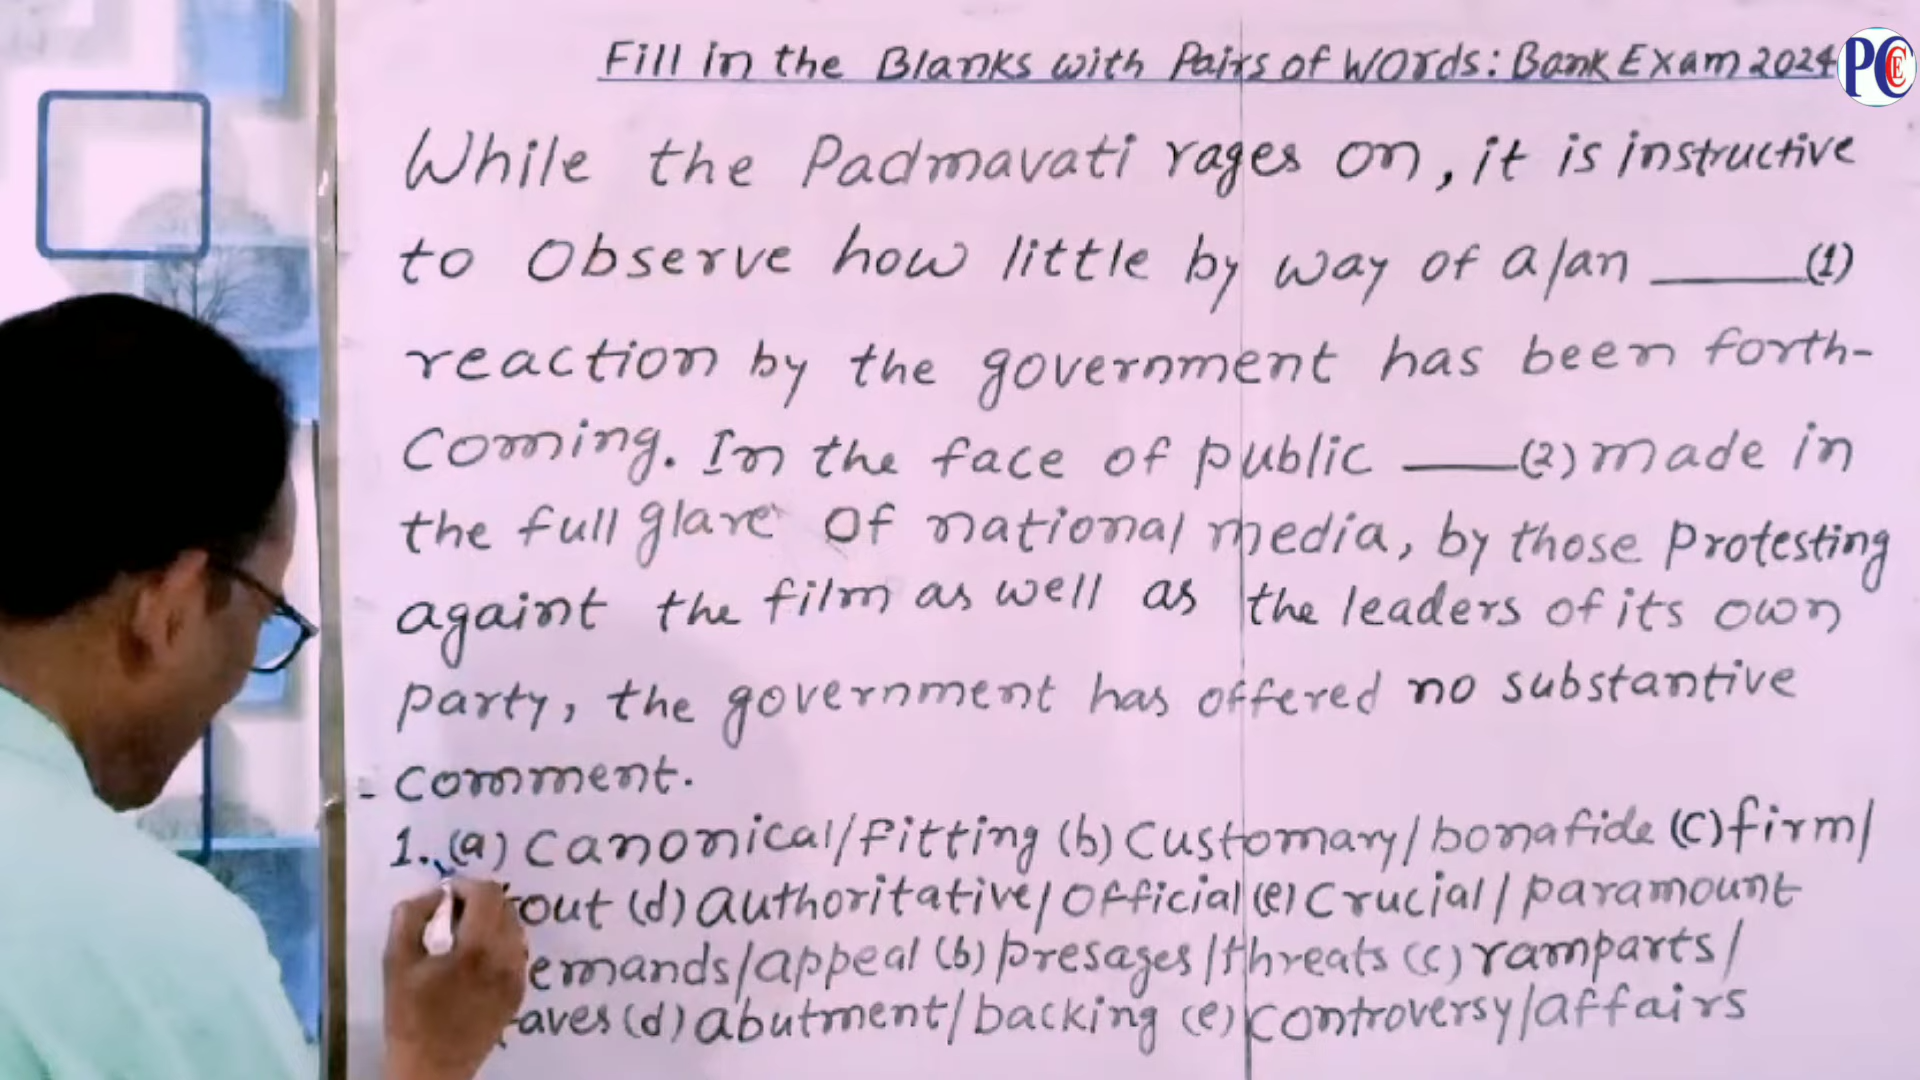 Fill in the Blanks with Pairs of Words: Bank Exam 2024
PCEC
While the Padmavati rages on, it is instructive
to observe how little by way of a/an ______(1)
reaction by the government has been forth-
coming. In the face of public ____(2) made in
the full glare of national media, by those protesting
againt the film as well as the leaders of its own
party, the government has offered no substantive
- comment.
1. (a) Canonical/fitting (b) Customary/bonafide (c) firm/
out (d) authoritative/official (e) Crucial/paramount
emands/appeal (b) presages/threats (c) ramparts/
aves (d) abutment/backing (e) controversy/affairs